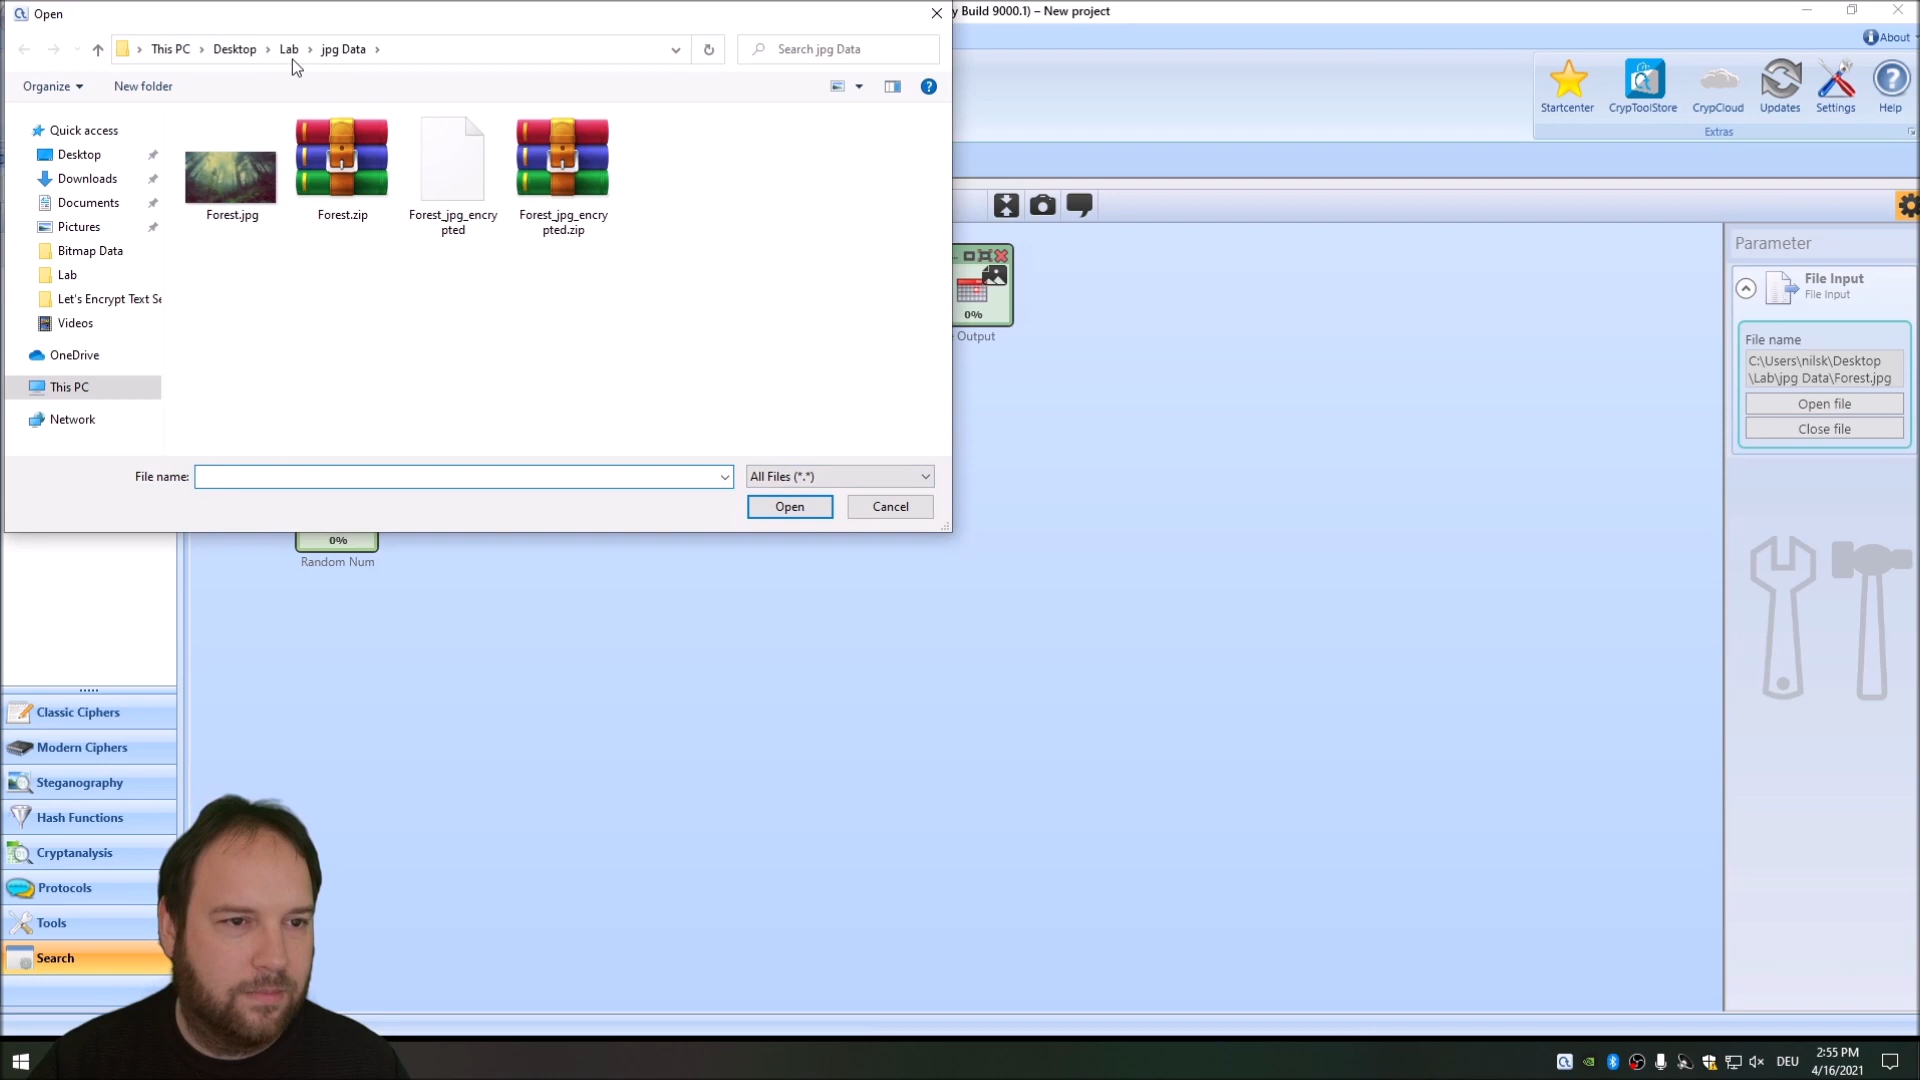 Open
y Build 9000.1) – New project
About
This PC > Desktop > Lab > jpg Data >
Search jpg Data
Organize
New folder
Startcenter
CrypToolStore
CrypCloud
Updates
Settings
Help
Extras
Quick access
Desktop
Downloads
Documents
Pictures
Bitmap Data
Lab
Let's Encrypt Text Se
Videos
OneDrive
This PC
Network
Forest.jpg
Forest.zip
Forest_jpg_encry
pted
Forest_jpg_encry
pted.zip
File name:
All Files (*.*)
Open
Cancel
0%
Output
Parameter
File Input
File Input
File name
C:\Users\nilsk\Desktop
\Lab\jpg Data\Forest.jpg
Open file
Close file
0%
Random Num
Classic Ciphers
Modern Ciphers
Steganography
Hash Functions
Cryptanalysis
Protocols
Tools
Search
DEU
2:55 PM
4/16/2021